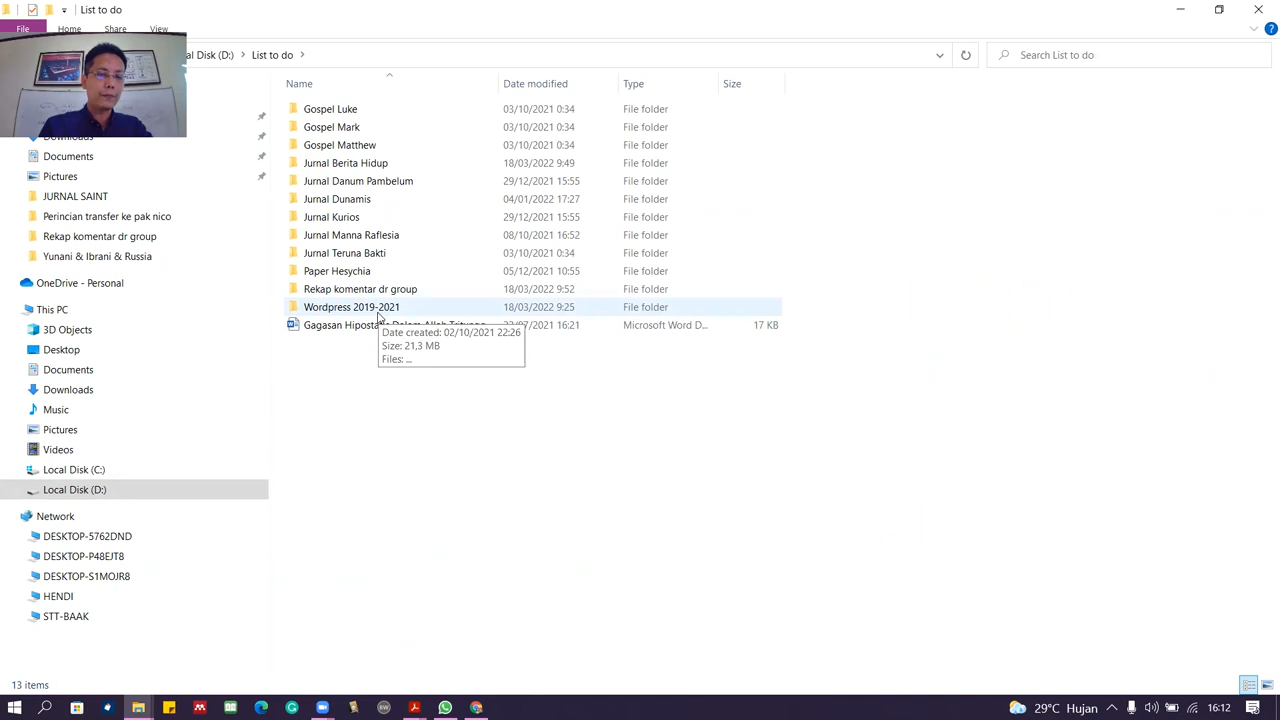 List to do
File Home Share View
al Disk (D:) > List to do >
Search List to do
Name Date modified Type Size
Gospel Luke 03/10/2021 0:34 File folder
Gospel Mark 03/10/2021 0:34 File folder
Gospel Matthew 03/10/2021 0:34 File folder
Jurnal Berita Hidup 18/03/2022 9:49 File folder
Jurnal Danum Pambelum 29/12/2021 15:55 File folder
Jurnal Dunamis 04/01/2022 17:27 File folder
Jurnal Kurios 29/12/2021 15:55 File folder
Jurnal Manna Raflesia 08/10/2021 16:52 File folder
Jurnal Teruna Bakti 03/10/2021 0:34 File folder
Paper Hesychia 05/12/2021 10:55 File folder
Rekap komentar dr group 18/03/2022 9:52 File folder
Wordpress 2019-2021 18/03/2022 9:25 File folder
Gagasan Hipostasis Dalam Allah Tritunggal /2021 16:21 Microsoft Word D... 17 KB
Date created: 02/10/2021 22:26
Size: 21,3 MB
Files: ...
Downloads
Documents
Pictures
JURNAL SAINT
Perincian transfer ke pak nico
Rekap komentar dr group
Yunani & Ibrani & Russia
OneDrive - Personal
This PC
3D Objects
Desktop
Documents
Downloads
Music
Pictures
Videos
Local Disk (C:)
Local Disk (D:)
Network
DESKTOP-5762DND
DESKTOP-P48EJT8
DESKTOP-S1MOJR8
HENDI
STT-BAAK
13 items
29°C Hujan 16:12